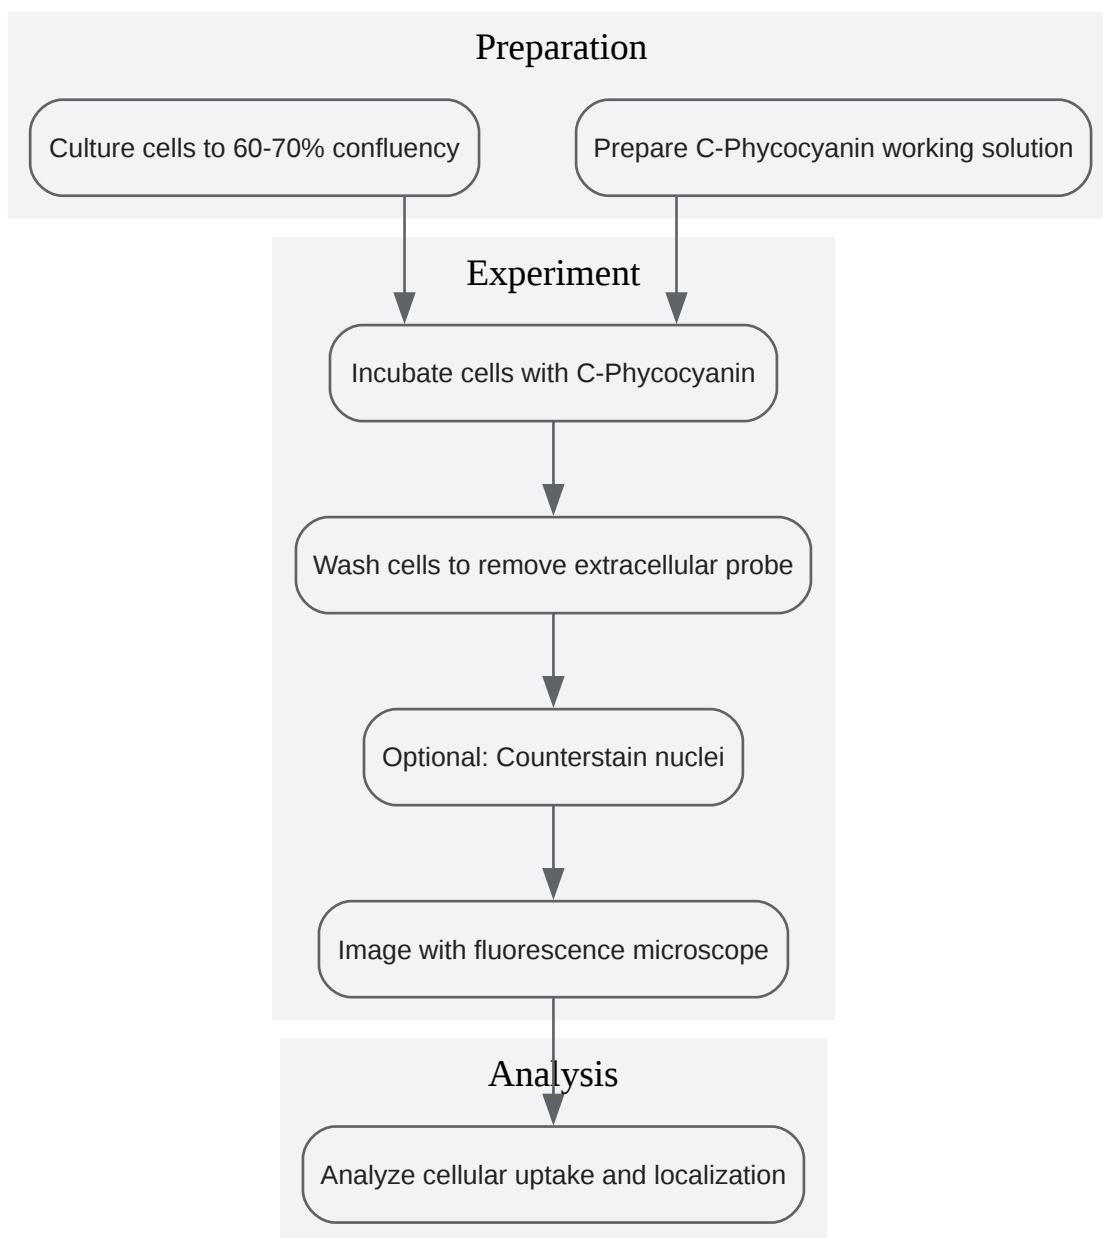 Preparation
Culture cells to 60-70% confluency
Prepare C-Phycocyanin working solution
Experiment
Incubate cells with C-Phycocyanin
Wash cells to remove extracellular probe
Optional: Counterstain nuclei
Image with fluorescence microscope
Analysis
Analyze cellular uptake and localization